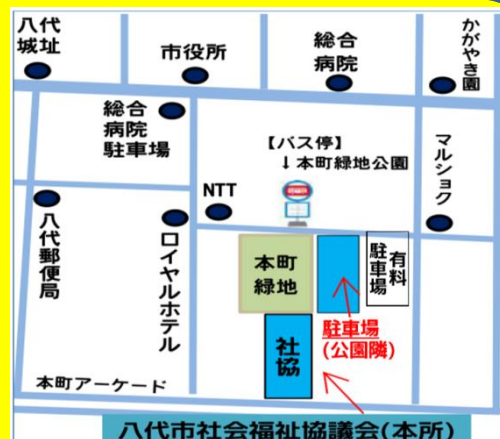 八代
城址
市役所
総合
病院
かがやき園
総合
病院
駐車場
【バス停】
↓本町緑地公園
マルショク
NTT
八代郵便局
ロイヤルホテル
本町
緑地
有料
駐車場
駐車場
(公園隣)
社協
本町アーケード
八代市社会福祉協議会(本所)